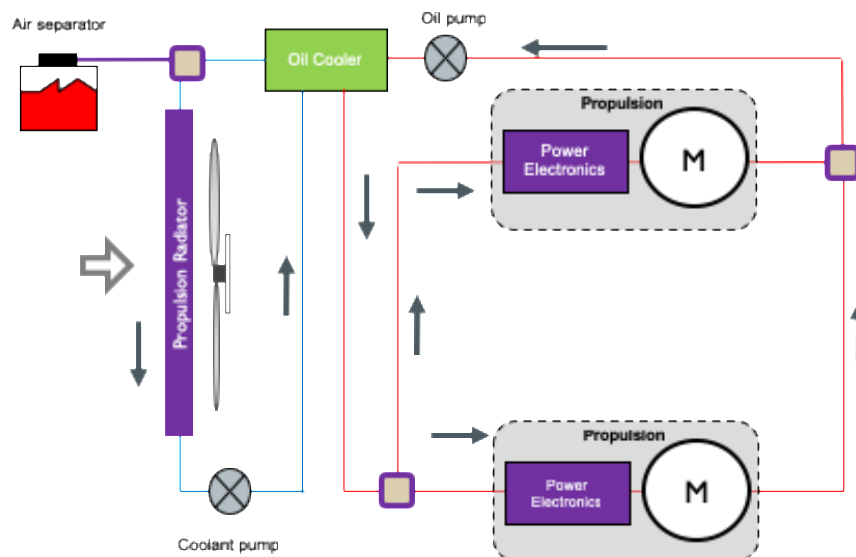 Oil pump
Air separator
Oil Cooler
Propulsion
Power
Electronics
M
Propulsion Radiator
Propulsion
Power
Electronics
M
Coolant pump